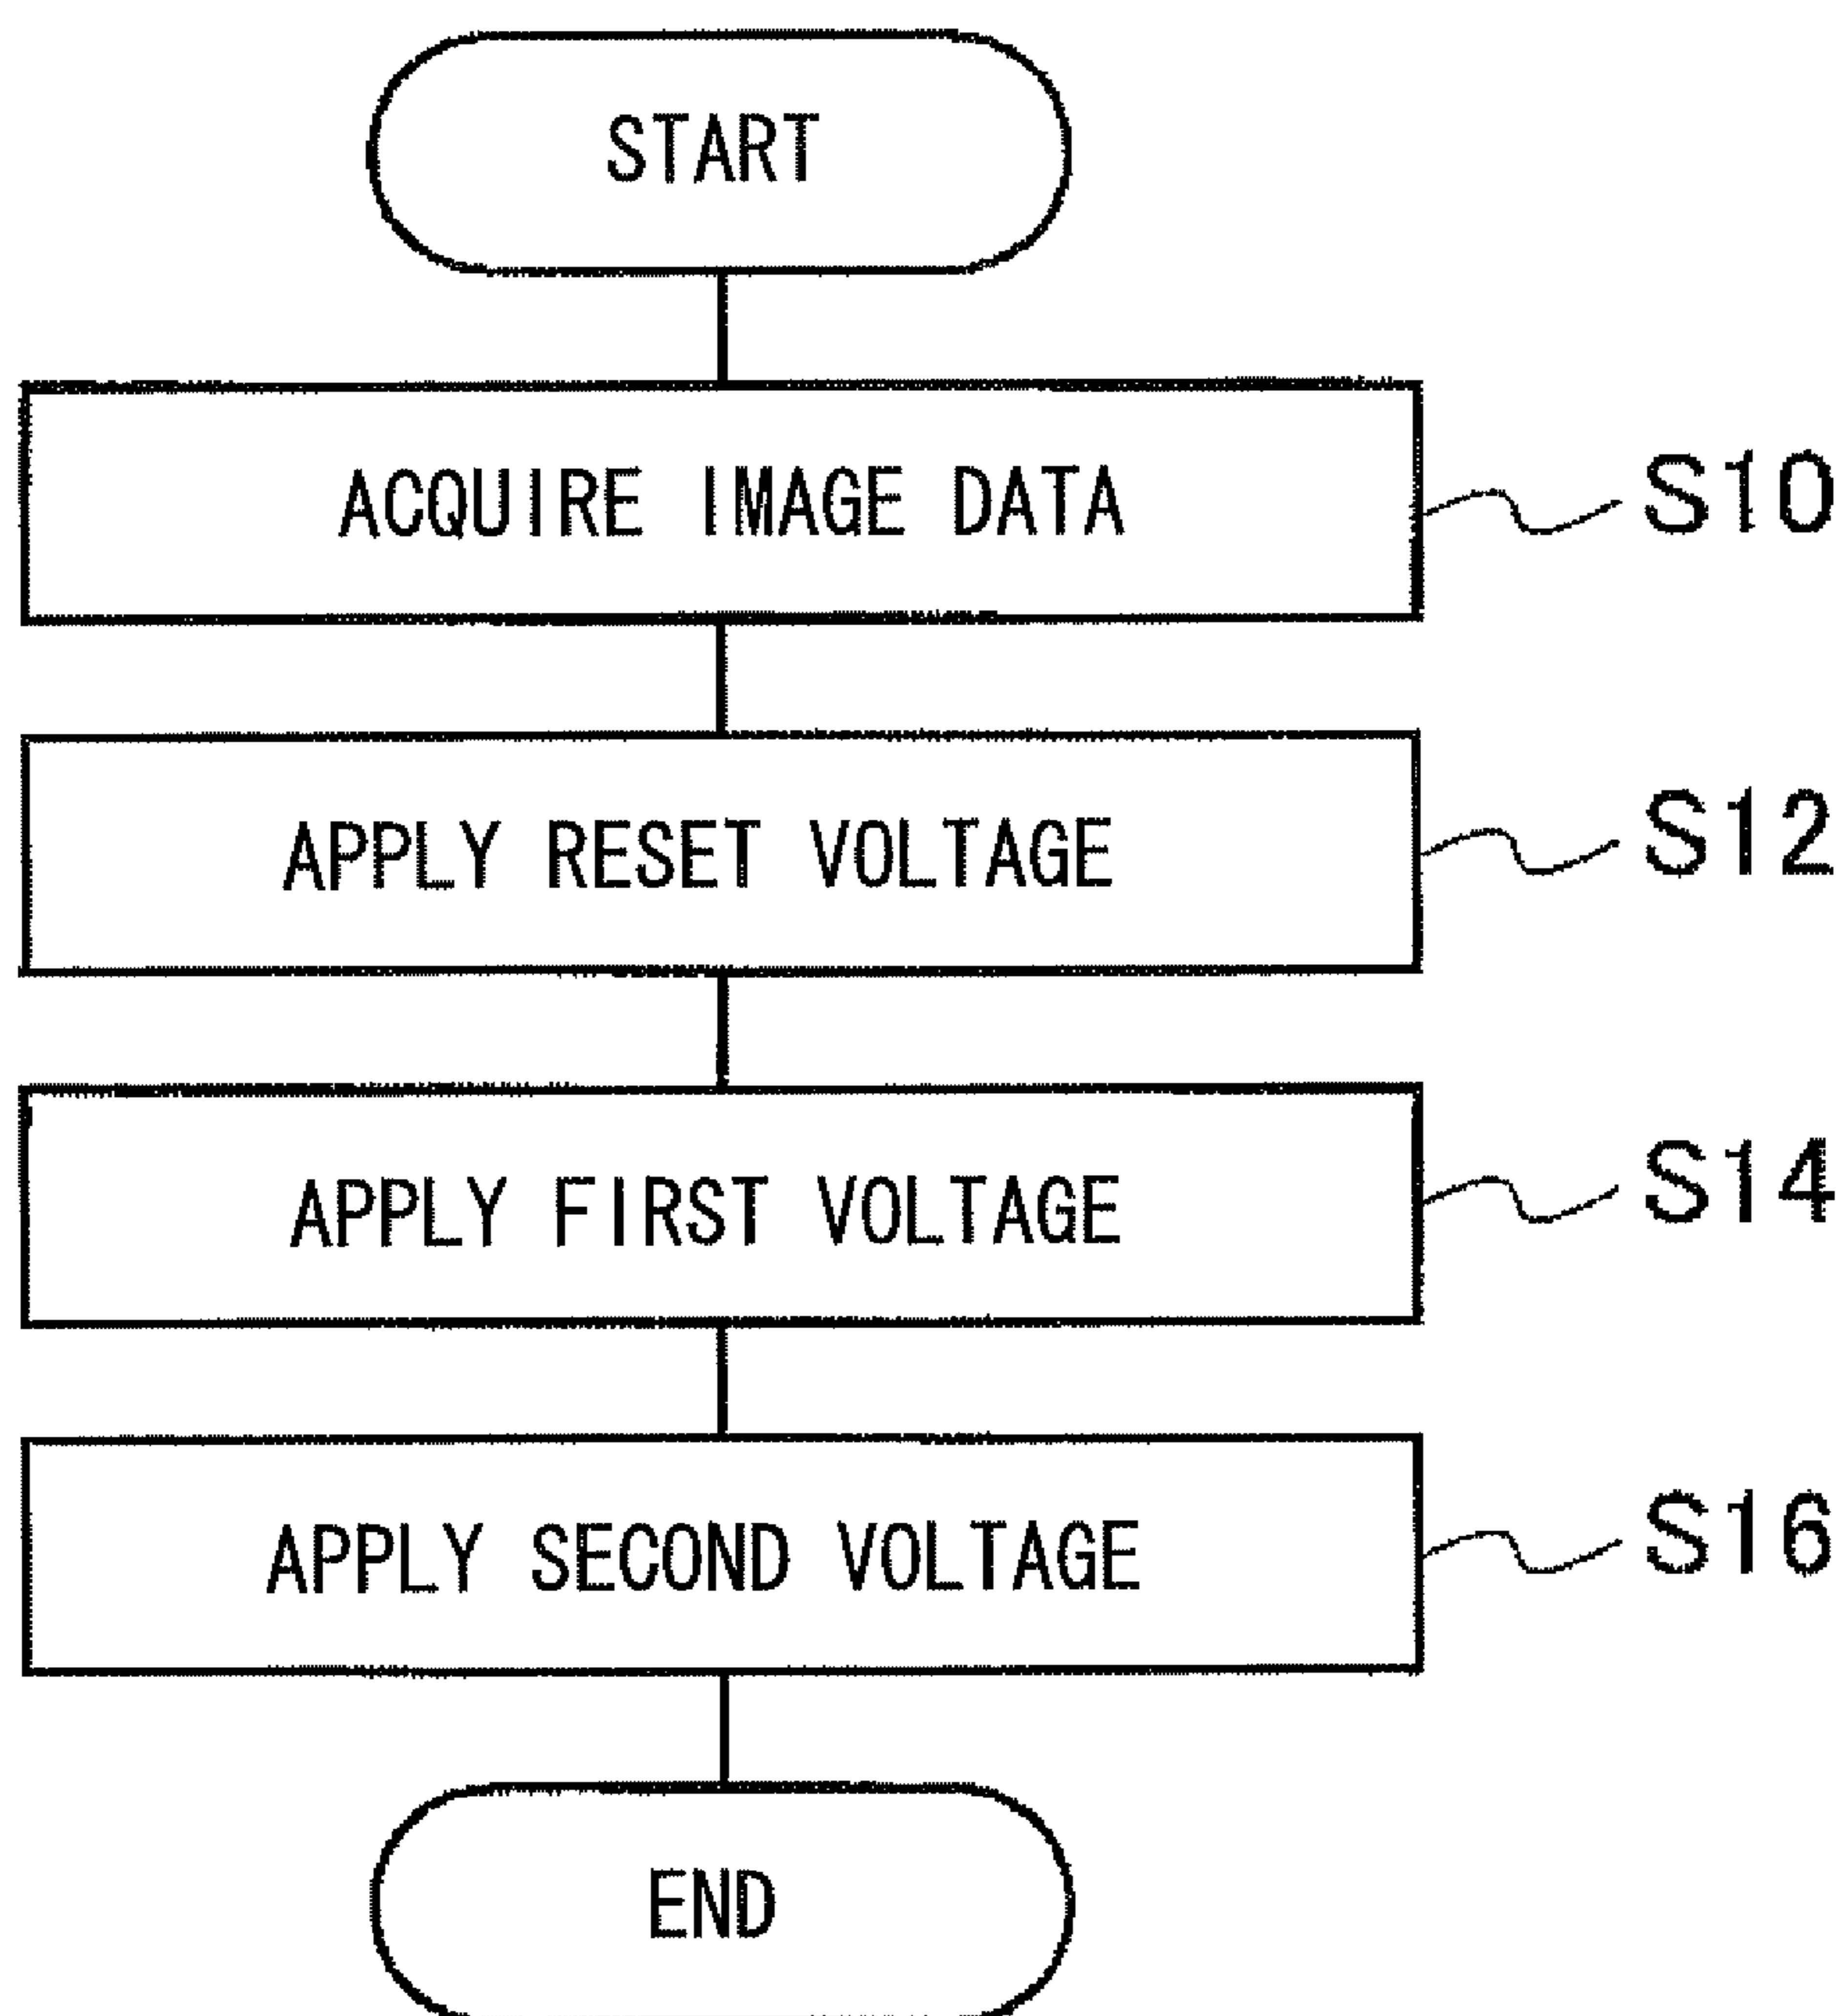 START
ACQUIRE IMAGE DATA
S10
APPLY RESET VOLTAGE
S12
APPLY FIRST VOLTAGE
S14
APPLY SECOND VOLTAGE
S16
END